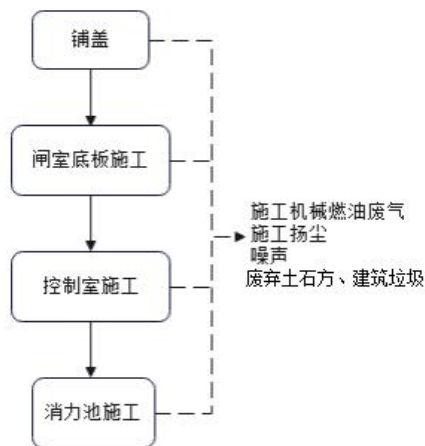 铺盖
闸室底板施工
控制室施工
消力池施工
施工机械燃油废气
施工扬尘
噪声
废弃土石方、建筑垃圾